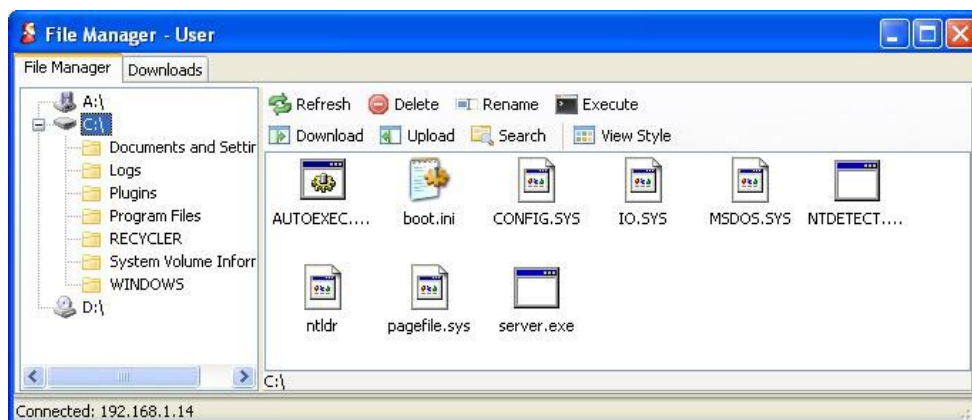 File Manager - User
File Manager Downloads
A:\
C:\
Documents and Settir
Logs
Plugins
Program Files
RECYCLER
System Volume Inforr
WINDOWS
D:\
Refresh Delete Rename Execute
Download Upload Search View Style
AUTOEXEC.... boot.ini CONFIG.SYS IO.SYS MSDOS.SYS NTDETECT....
ntldr pagefile.sys server.exe
C:\
Connected: 192.168.1.14